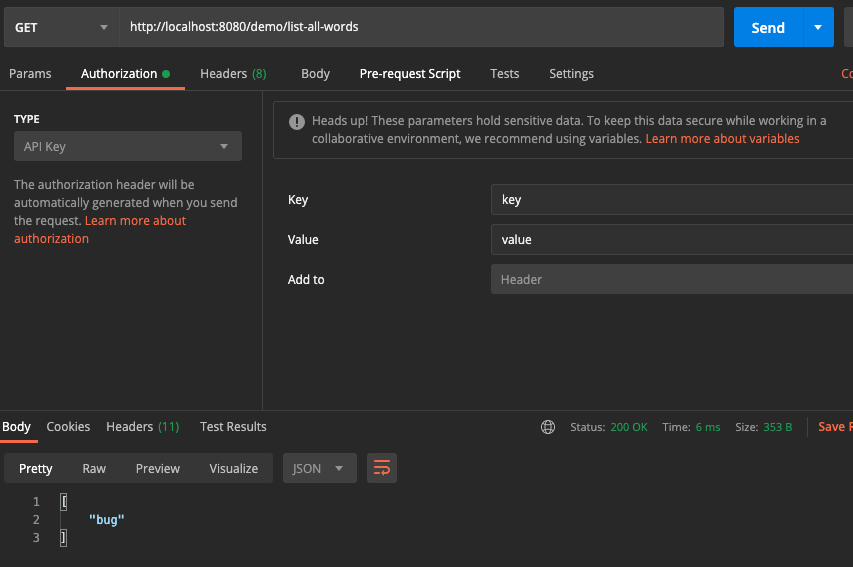 GET http://localhost:8080/demo/list-all-words Send
Params Authorization Headers (8) Body Pre-request Script Tests Settings Co
TYPE
API Key
The authorization header will be
automatically generated when you send
the request. Learn more about
authorization
Heads up! These parameters hold sensitive data. To keep this data secure while working in a
collaborative environment, we recommend using variables. Learn more about variables
Key key
Value value
Add to Header
Body Cookies Headers (11) Test Results Status: 200 OK Time: 6 ms Size: 353 B Save R
Pretty Raw Preview Visualize JSON
1 [
2 "bug"
3 ]